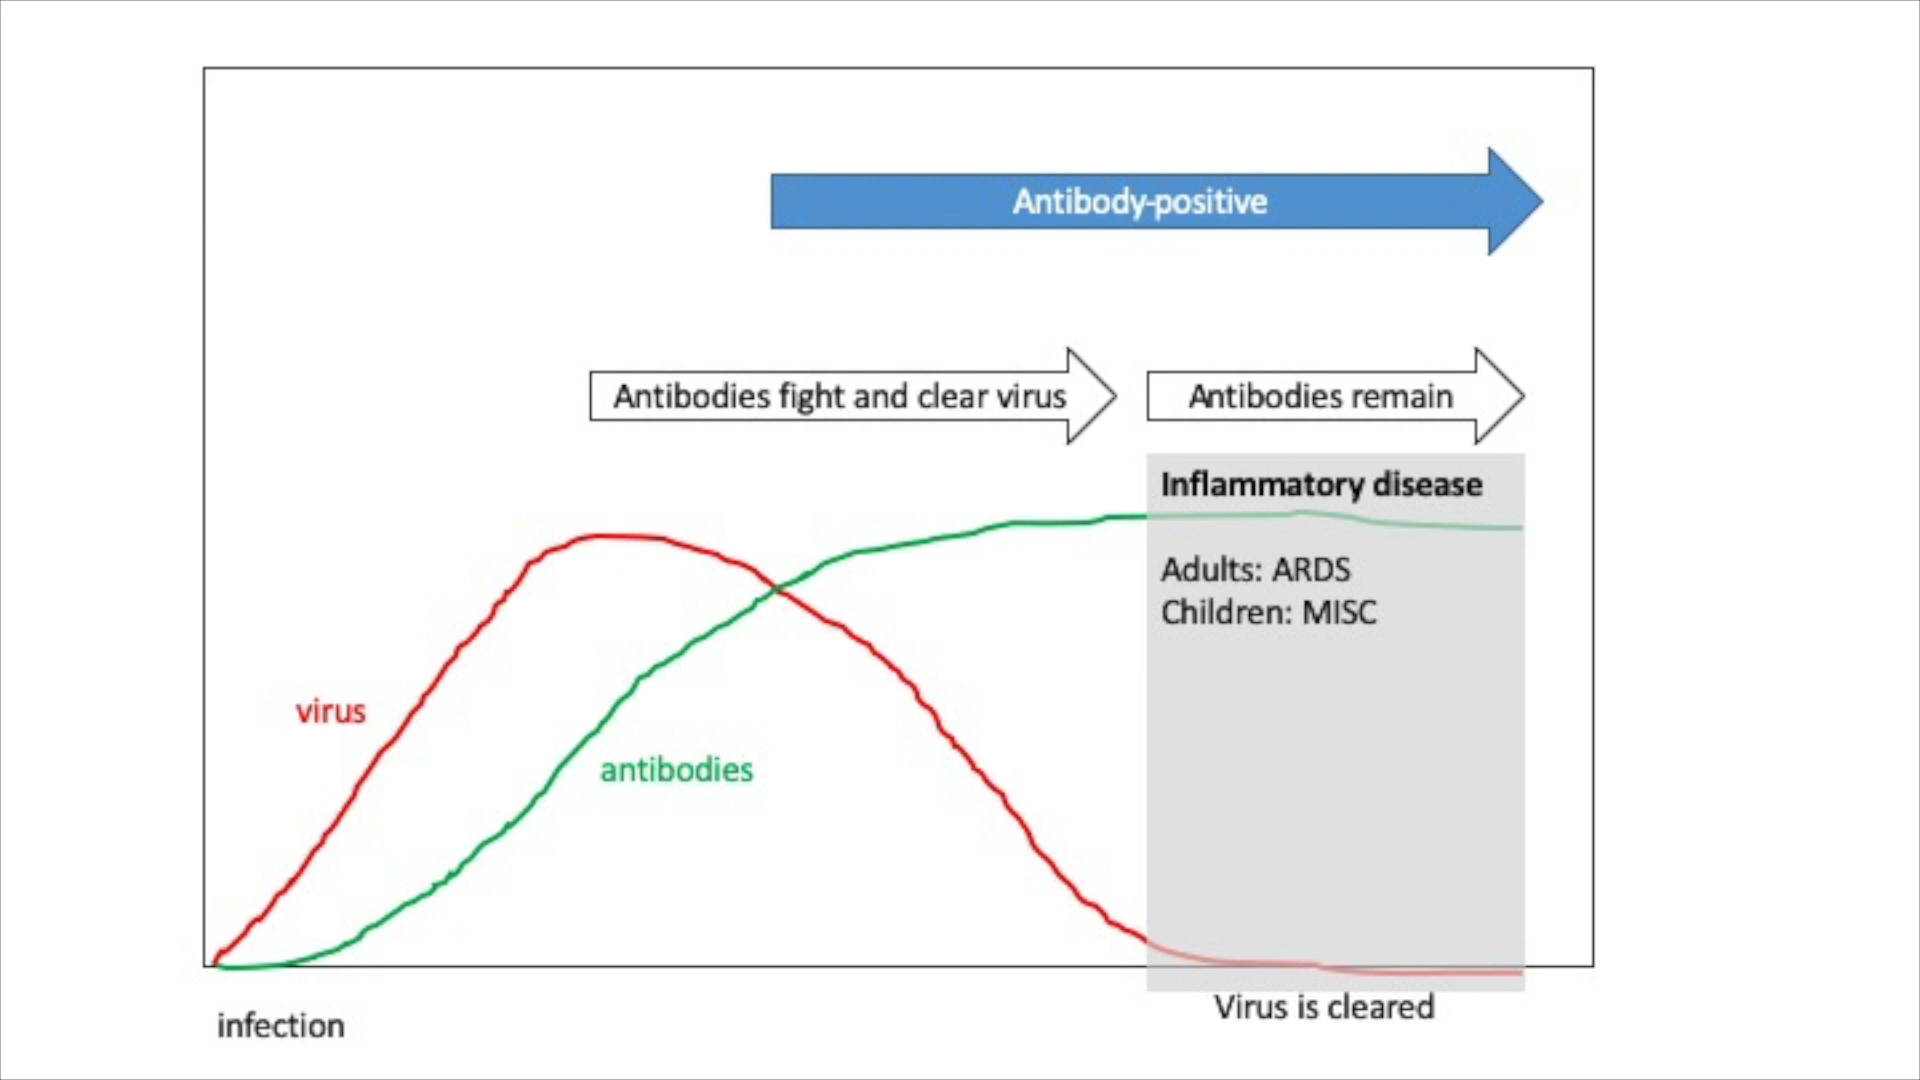 Antibody-positive
Antibodies fight and clear virus
Antibodies remain
Inflammatory disease
Adults: ARDS
Children: MISC
virus
antibodies
Virus is cleared
infection